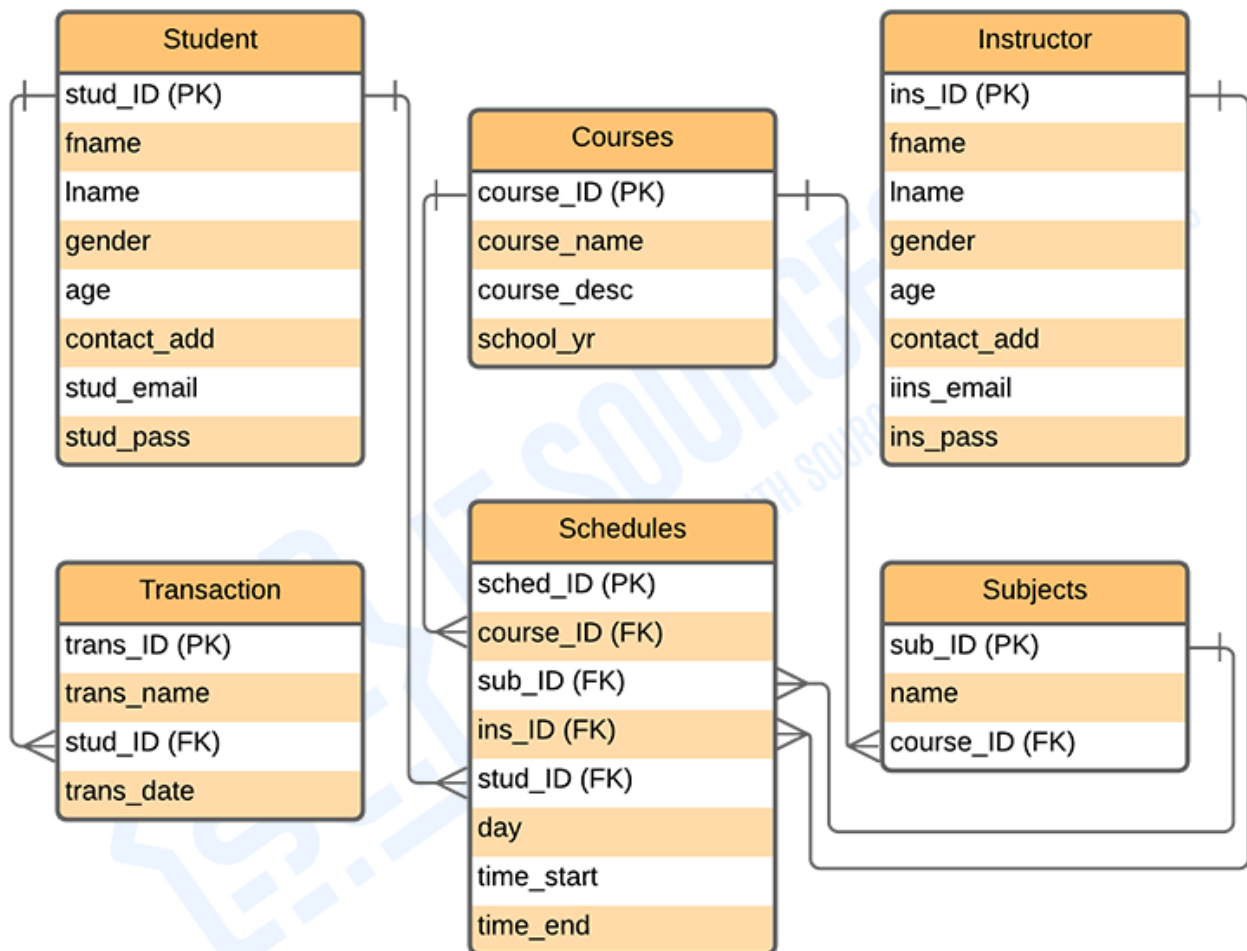 Student
stud_ID (PK)
fname
lname
gender
age
contact_add
stud_email
stud_pass
Courses
course_ID (PK)
course_name
course_desc
school_yr
Instructor
ins_ID (PK)
fname
lname
gender
age
contact_add
iins_email
ins_pass
Transaction
trans_ID (PK)
trans_name
stud_ID (FK)
trans_date
Schedules
sched_ID (PK)
course_ID (FK)
sub_ID (FK)
ins_ID (FK)
stud_ID (FK)
day
time_start
time_end
Subjects
sub_ID (PK)
name
course_ID (FK)
IT SOURCE